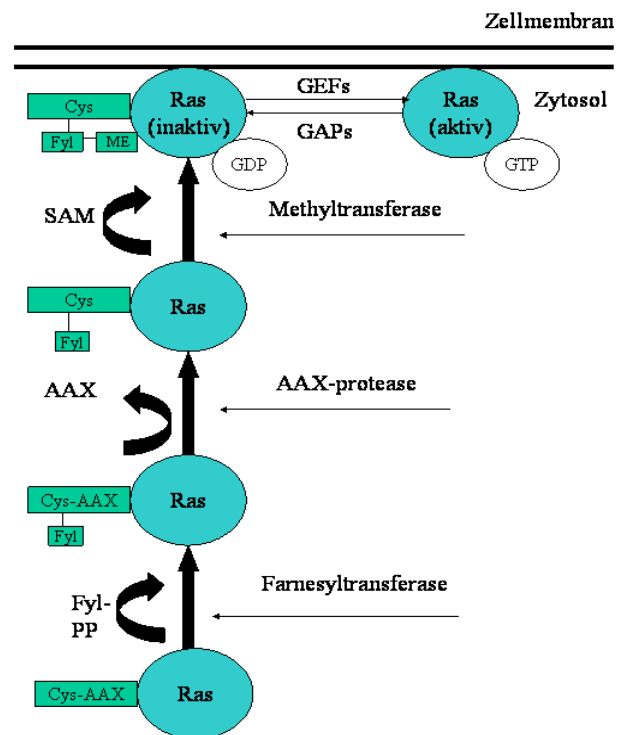 Zellmembran
Cys
Fyl
ME
Ras
(inaktiv)
GDP
GEFs
GAPs
Ras
(aktiv)
GTP
Zytosol
SAM
Methyltransferase
Cys
Fyl
Ras
AAX
AAX-protease
Cys-AAX
Fyl
Ras
Fyl-
PP
Farnesyltransferase
Cys-AAX
Ras